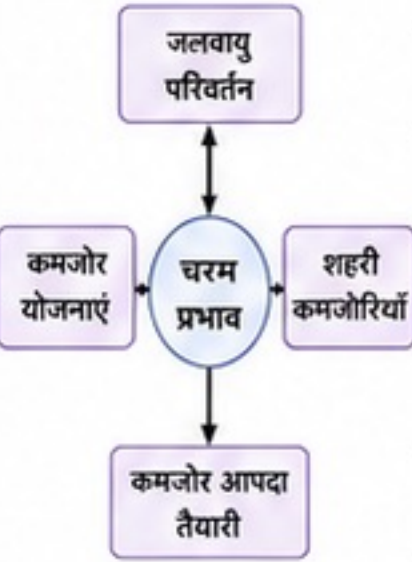 जलवायु
परिवर्तन
कमजोर
योजनाएं
चरम
प्रभाव
शहरी
कमजोरियाँ
कमजोर आपदा
तैयारी